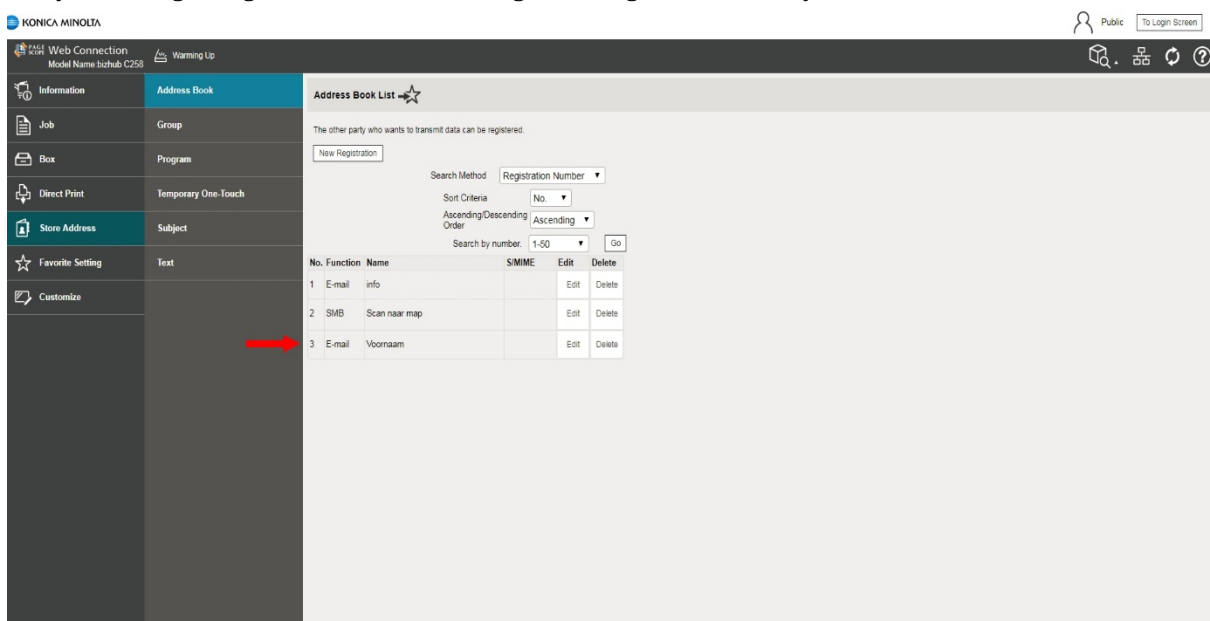 KONICA MINOLTA
Public To Login Screen
PAGE SCOPE Web Connection
Model Name:bizhub C258
Warming Up
Information
Job
Box
Direct Print
Store Address
Favorite Setting
Customize
Address Book
Group
Program
Temporary One-Touch
Subject
Text
Address Book List
The other party who wants to transmit data can be registered.
New Registration
Search Method Registration Number
Sort Criteria No.
Ascending/Descending Order Ascending
Search by number. 1-50 Go
No. Function Name S/MIME Edit Delete
1 E-mail info Edit Delete
2 SMB Scan naar map Edit Delete
3 E-mail Voornaam Edit Delete